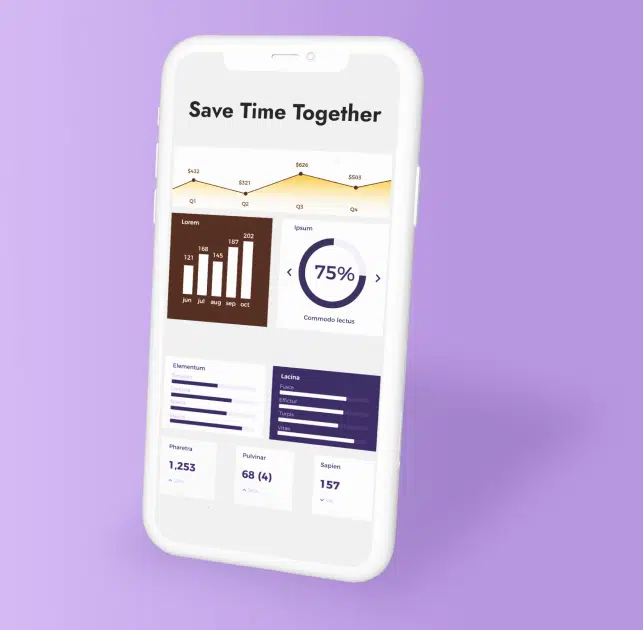 Save Time Together
$432
$321
$626
$505
Q1
Q2
Q3
Q4
Lorem
121
168
145
187
202
jun
jul
aug
sep
oct
Ipsum
75%
Commodo lectus
Elementum
Lacina
Fusce
Efficitur
Turpis
Vitae
Pharetra
1,253
Pulvinar
68 (4)
Sapien
157